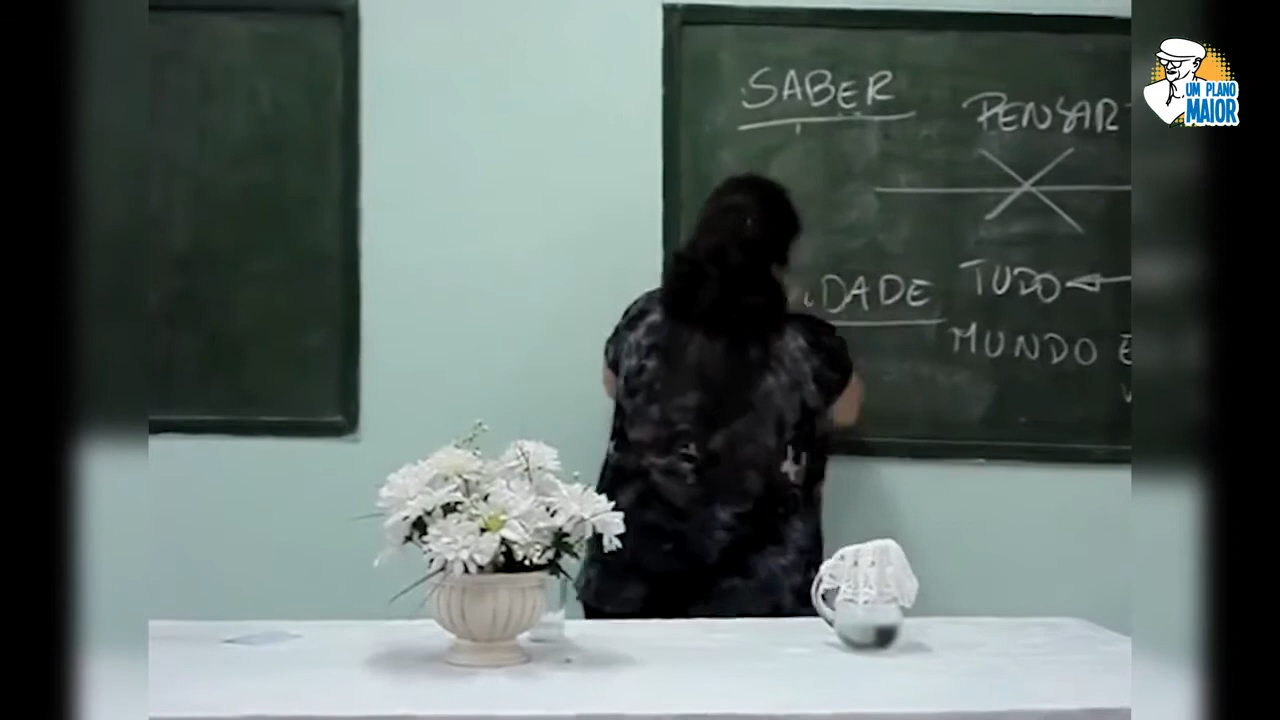 SABER
PENSAR
TUDO
DADE
MUNDO E
UM PLANO
MAIOR